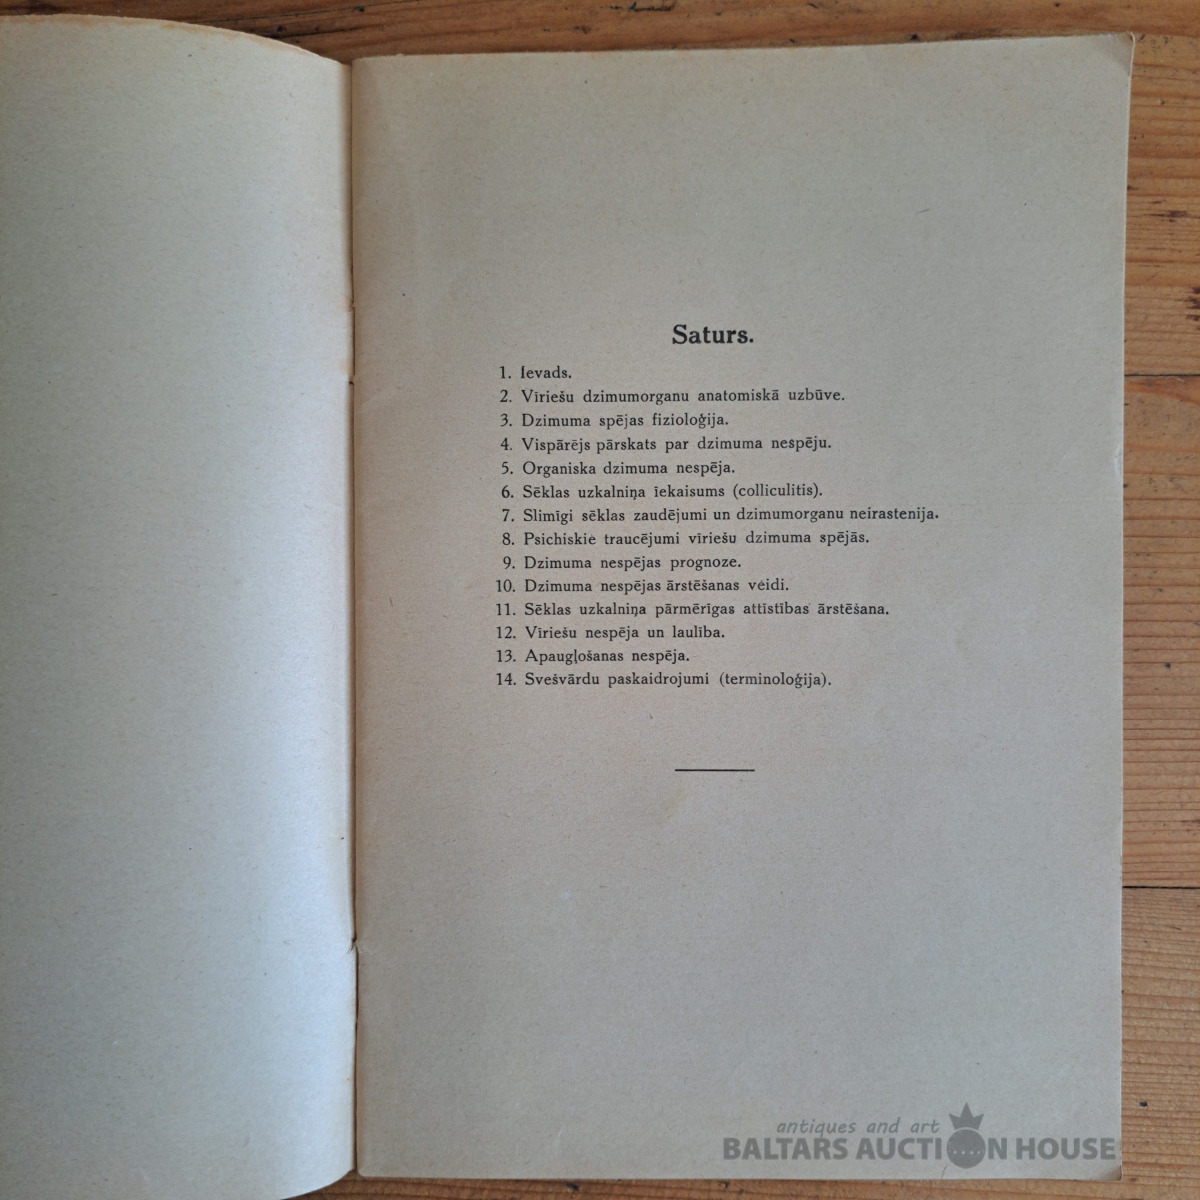 Saturs.
1. Ievads.
2. Vīriešu dzimumorganu anatomiskā uzbūve.
3. Dzimuma spējas fizioloģija.
4. Vispārējs pārskats par dzimuma nespēju.
5. Organiska dzimuma nespēja.
6. Sēklas uzkalniņa iekaisums (colliculitis).
7. Slimīgi sēklas zaudējumi un dzimumorganu neirastenija.
8. Psichiskie traucējumi vīriešu dzimuma spējās.
9. Dzimuma nespējas prognoze.
10. Dzimuma nespējas ārstēšanas veidi.
11. Sēklas uzkalniņa pārmērīgas attīstības ārstēšana.
12. Vīriešu nespēja un laulība.
13. Apaugļošanas nespēja.
14. Svešvārdu paskaidrojumi (terminoloģija).
antiques and art
BALTARS AUCTION HOUSE